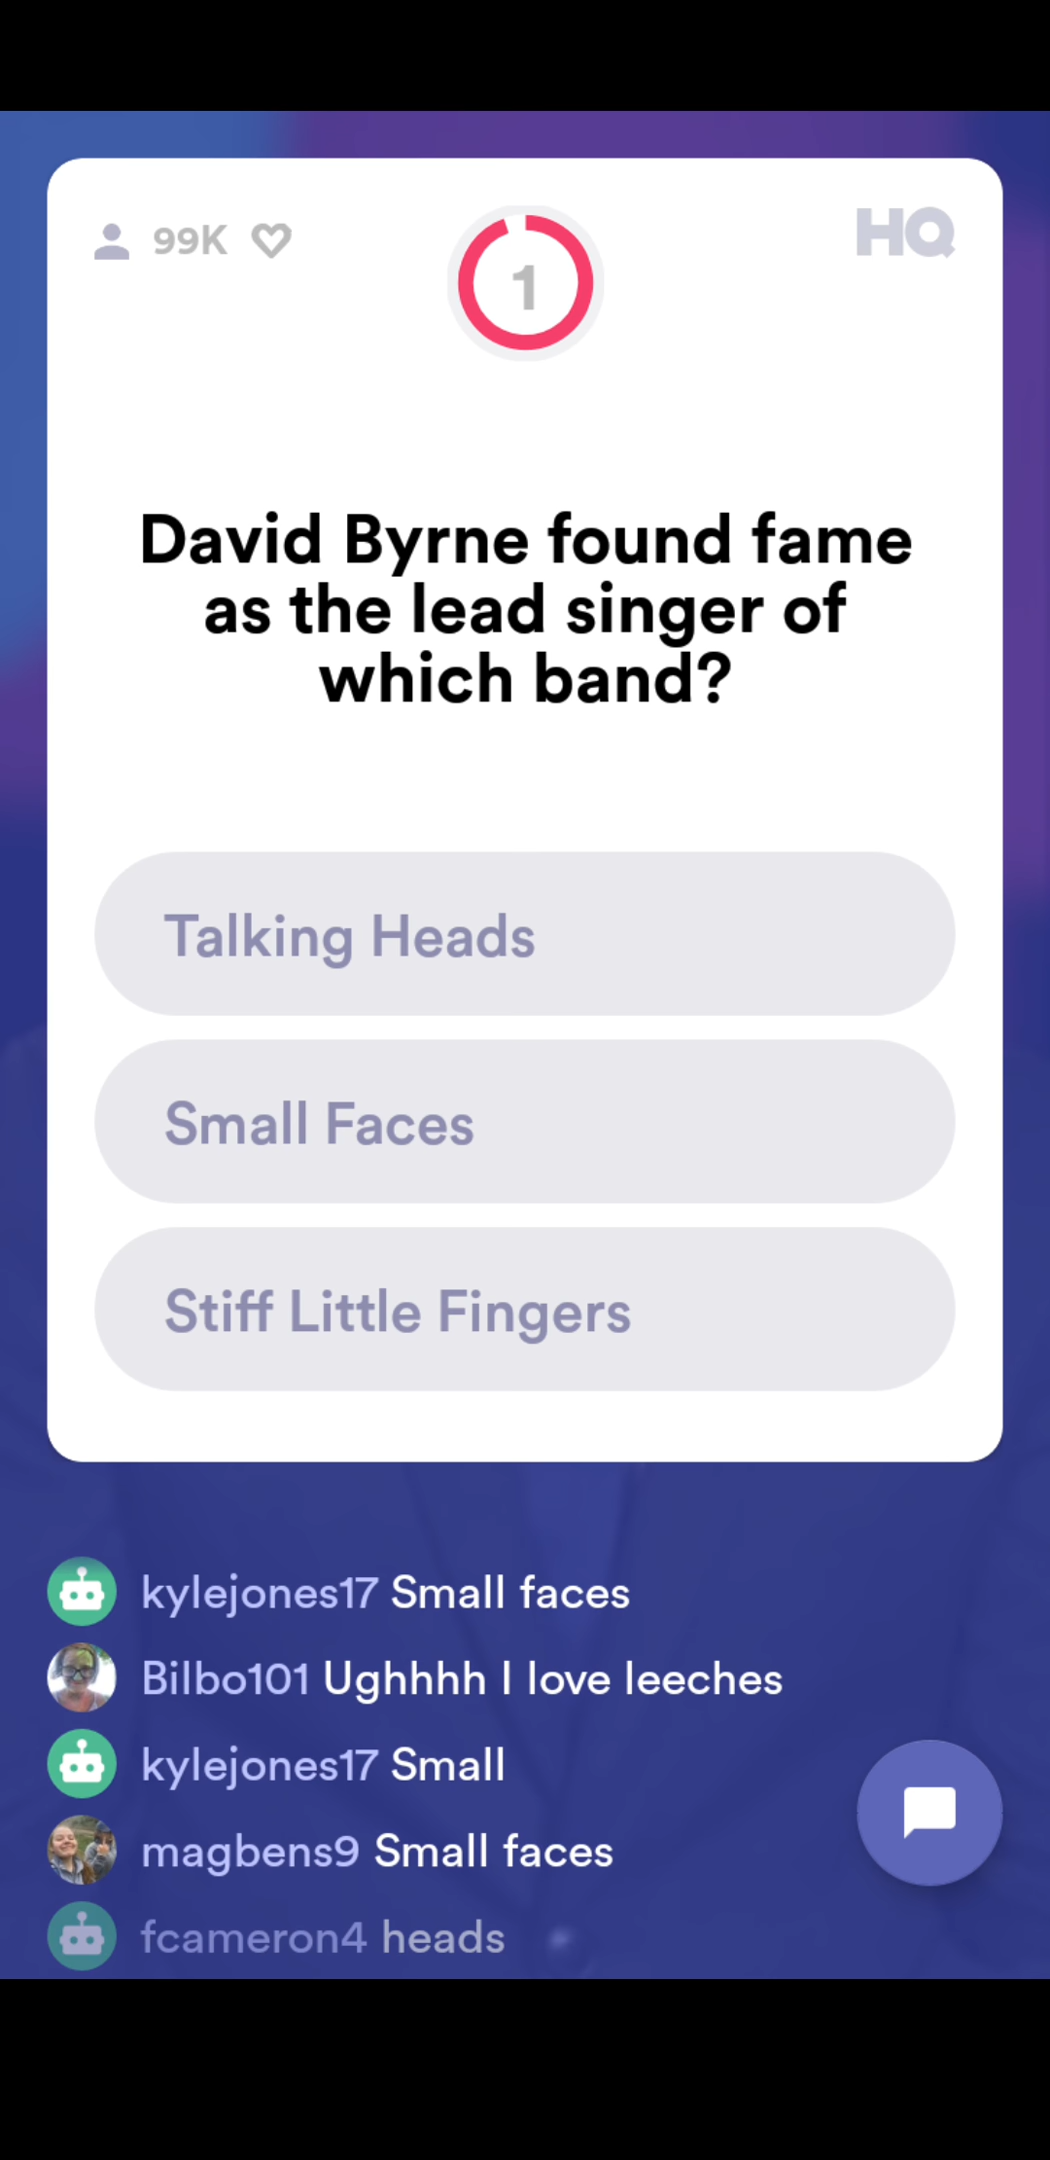 99K
HQ
1
David Byrne found fame
as the lead singer of
which band?
Talking Heads
Small Faces
Stiff Little Fingers
kylejones17 Small faces
Bilbo101 Ughhhh I love leeches
kylejones17 Small
magbens9 Small faces
fcameron4 heads